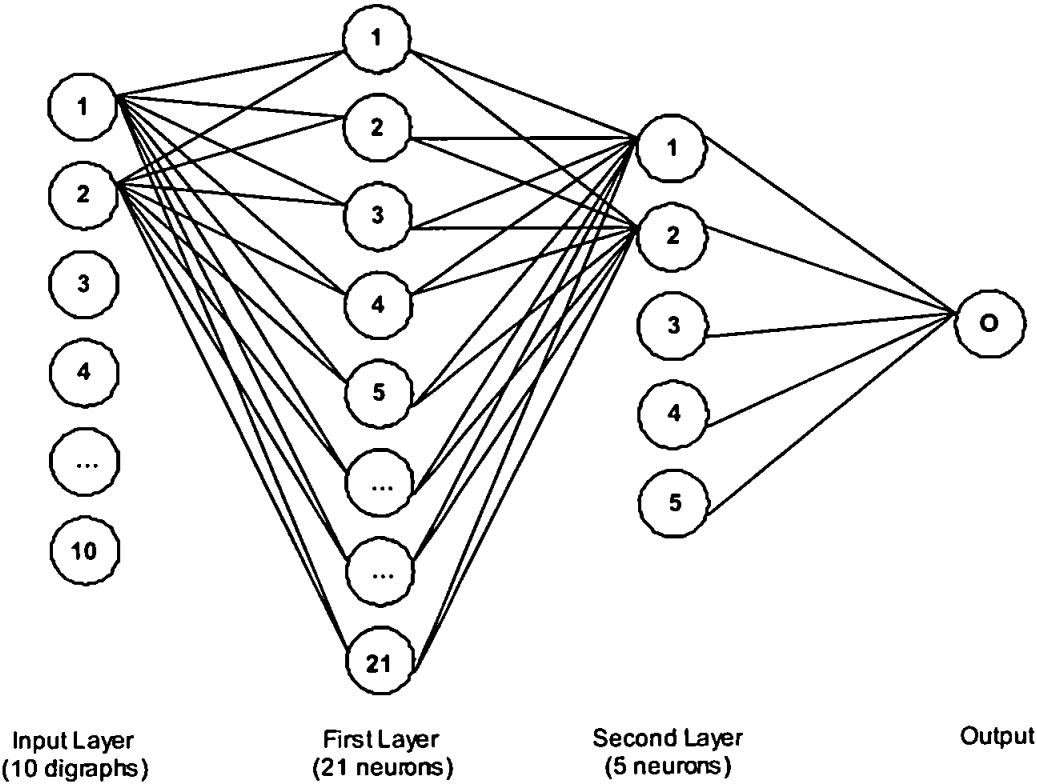 1
2
3
4
...
10
1
2
3
4
5
...
...
21
1
2
3
4
5
O
Input Layer
(10 digraphs)
First Layer
(21 neurons)
Second Layer
(5 neurons)
Output